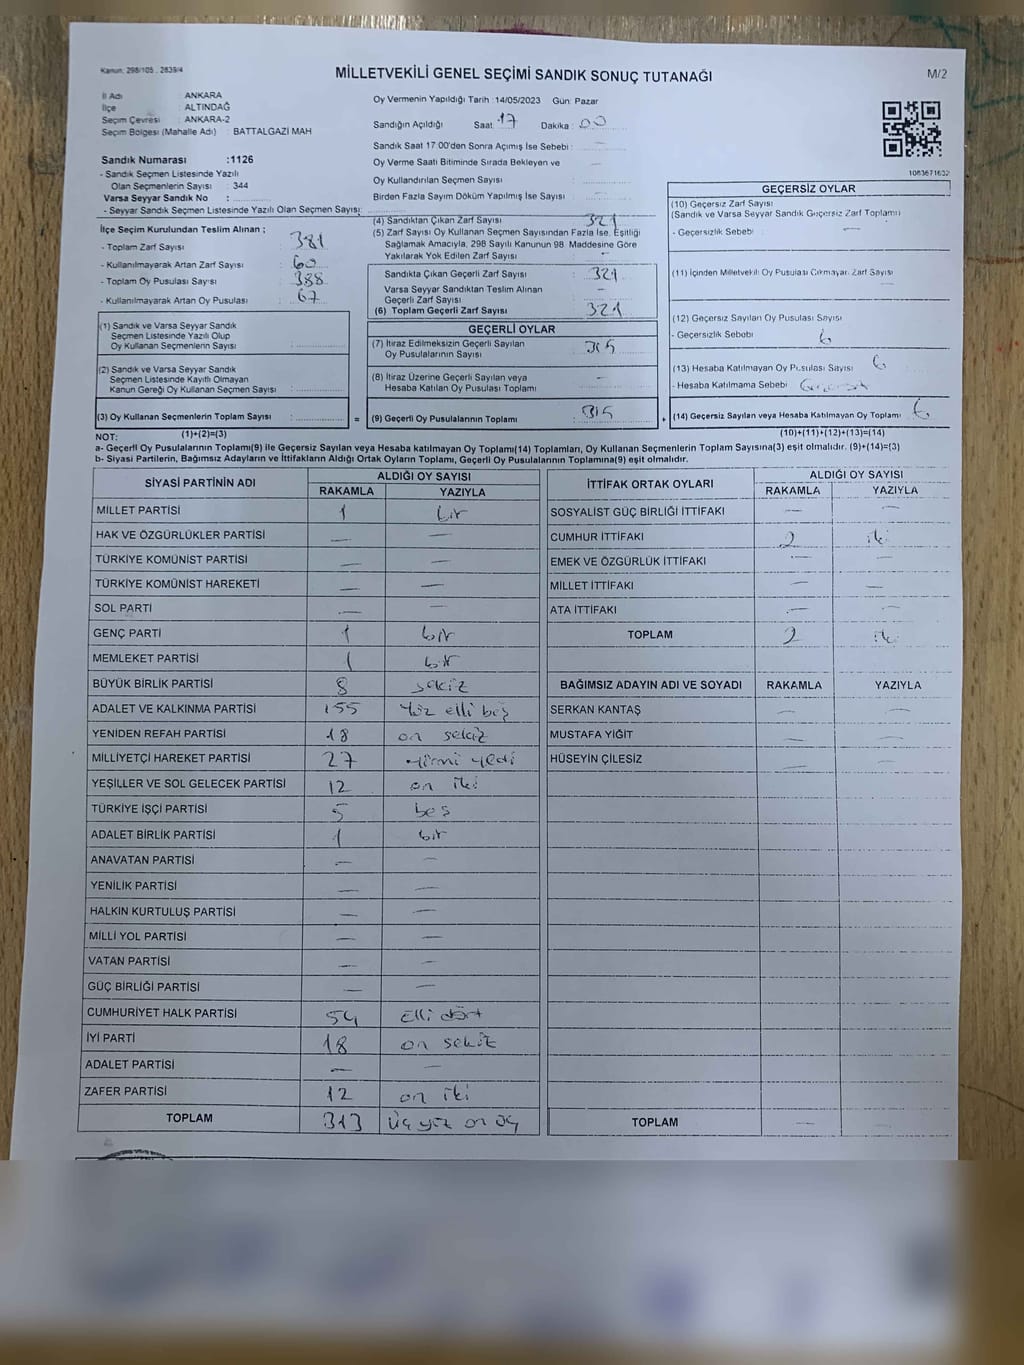 Kanun: 298/105 , 2839/4
MİLLETVEKİLİ GENEL SEÇİMİ SANDIK SONUÇ TUTANAĞI
M/2
İl Adı : ANKARA
İlçe : ALTINDAĞ
Seçim Çevresi : ANKARA-2
Seçim Bölgesi (Mahalle Adı) : BATTALGAZİ MAH
Sandık Numarası :1126
- Sandık Seçmen Listesinde Yazılı
Olan Seçmenlerin Sayısı : 344
Varsa Seyyar Sandık No :
- Seyyar Sandık Seçmen Listesinde Yazılı Olan Seçmen Sayısı:
İlçe Seçim Kurulundan Teslim Alınan ;
- Toplam Zarf Sayısı : 381
- Kullanılmayarak Artan Zarf Sayısı : 60
- Toplam Oy Pusulası Sayısı : 388
- Kullanılmayarak Artan Oy Pusulası : 67
(1) Sandık ve Varsa Seyyar Sandık
Seçmen Listesinde Yazılı Olup
Oy Kullanan Seçmenlerin Sayısı :
(2) Sandık ve Varsa Seyyar Sandık
Seçmen Listesinde Kayıtlı Olmayan
Kanun Gereği Oy Kullanan Seçmen Sayısı :
(3) Oy Kullanan Seçmenlerin Toplam Sayısı :
(1)+(2)=(3)
Oy Vermenin Yapıldığı Tarih :14/05/2023 Gün: Pazar
Sandığın Açıldığı Saat : 17 Dakika : 00
Sandık Saat 17:00'den Sonra Açımış İse Sebebi : —
Oy Verme Saati Bitiminde Sırada Bekleyen ve
Oy Kullandırılan Seçmen Sayısı :
Birden Fazla Sayım Döküm Yapılmış İse Sayısı : —
(4) Sandıktan Çıkan Zarf Sayısı : 321
(5) Zarf Sayısı Oy Kullanan Seçmen Sayısından Fazla İse, Eşitliği
Sağlamak Amacıyla, 298 Sayılı Kanunun 98. Maddesine Göre
Yakılarak Yok Edilen Zarf Sayısı :
Sandıkta Çıkan Geçerli Zarf Sayısı : 321
Varsa Seyyar Sandıktan Teslim Alınan
Geçerli Zarf Sayısı : —
(6) Toplam Geçerli Zarf Sayısı : 321
GEÇERLİ OYLAR
(7) İtiraz Edilmeksizin Geçerli Sayılan
Oy Pusulalarının Sayısı : 315
(8) İtiraz Üzerine Geçerli Sayılan veya
Hesaba Katılan Oy Pusulası Toplamı : —
= (9) Geçerli Oy Pusulalarının Toplamı : 315
1083671632
GEÇERSİZ OYLAR
(10) Geçersiz Zarf Sayısı
(Sandık ve Varsa Seyyar Sandık Geçersiz Zarf Toplamı)
- Geçersizlik Sebebi : —
(11) İçinden Milletvekili Oy Pusulası Çıkmayan Zarf Sayısı
—
(12) Geçersiz Sayılan Oy Pusulası Sayısı
- Geçersizlik Sebebi : 6
(13) Hesaba Katılmayan Oy Pusulası Sayısı : 6
- Hesaba Katılmama Sebebi :
+ (14) Geçersiz Sayılan veya Hesaba Katılmayan Oy Toplamı : 6
(10)+(11)+(12)+(13)=(14)
NOT:
a- Geçerli Oy Pusulalarının Toplamı(9) ile Geçersiz Sayılan veya Hesaba katılmayan Oy Toplamı(14) Toplamları, Oy Kullanan Seçmenlerin Toplam Sayısına(3) eşit olmalıdır. (9)+(14)=(3)
b- Siyasi Partilerin, Bağımsız Adayların ve İttifakların Aldığı Ortak Oyların Toplamı, Geçerli Oy Pusulalarının Toplamına(9) eşit olmalıdır.
SİYASİ PARTİNİN ADI ALDIĞI OY SAYISI
RAKAMLA YAZIYLA
MİLLET PARTİSİ 1 bir
HAK VE ÖZGÜRLÜKLER PARTİSİ — —
TÜRKİYE KOMÜNİST PARTİSİ — —
TÜRKİYE KOMÜNİST HAREKETİ — —
SOL PARTİ — —
GENÇ PARTİ 1 bir
MEMLEKET PARTİSİ 1 bir
BÜYÜK BİRLİK PARTİSİ 8 sekiz
ADALET VE KALKINMA PARTİSİ 155 Yüz elli beş
YENİDEN REFAH PARTİSİ 18 on sekiz
MİLLİYETÇİ HAREKET PARTİSİ 27 yirmi yedi
YEŞİLLER VE SOL GELECEK PARTİSİ 12 on iki
TÜRKİYE İŞÇİ PARTİSİ 5 beş
ADALET BİRLİK PARTİSİ 1 bir
ANAVATAN PARTİSİ — —
YENİLİK PARTİSİ — —
HALKIN KURTULUŞ PARTİSİ — —
MİLLİ YOL PARTİSİ — —
VATAN PARTİSİ — —
GÜÇ BİRLİĞİ PARTİSİ — —
CUMHURİYET HALK PARTİSİ 54 Elli dört
İYİ PARTİ 18 on sekiz
ADALET PARTİSİ — —
ZAFER PARTİSİ 12 on iki
TOPLAM 313 Üç yüz on üç
İTTİFAK ORTAK OYLARI ALDIĞI OY SAYISI
RAKAMLA YAZIYLA
SOSYALİST GÜÇ BİRLİĞİ İTTİFAKI — —
CUMHUR İTTİFAKI 2 iki
EMEK VE ÖZGÜRLÜK İTTİFAKI — —
MİLLET İTTİFAKI — —
ATA İTTİFAKI — —
TOPLAM 2 iki
BAĞIMSIZ ADAYIN ADI VE SOYADI RAKAMLA YAZIYLA
SERKAN KANTAŞ — —
MUSTAFA YİĞİT — —
HÜSEYİN ÇİLESİZ — —
TOPLAM — —